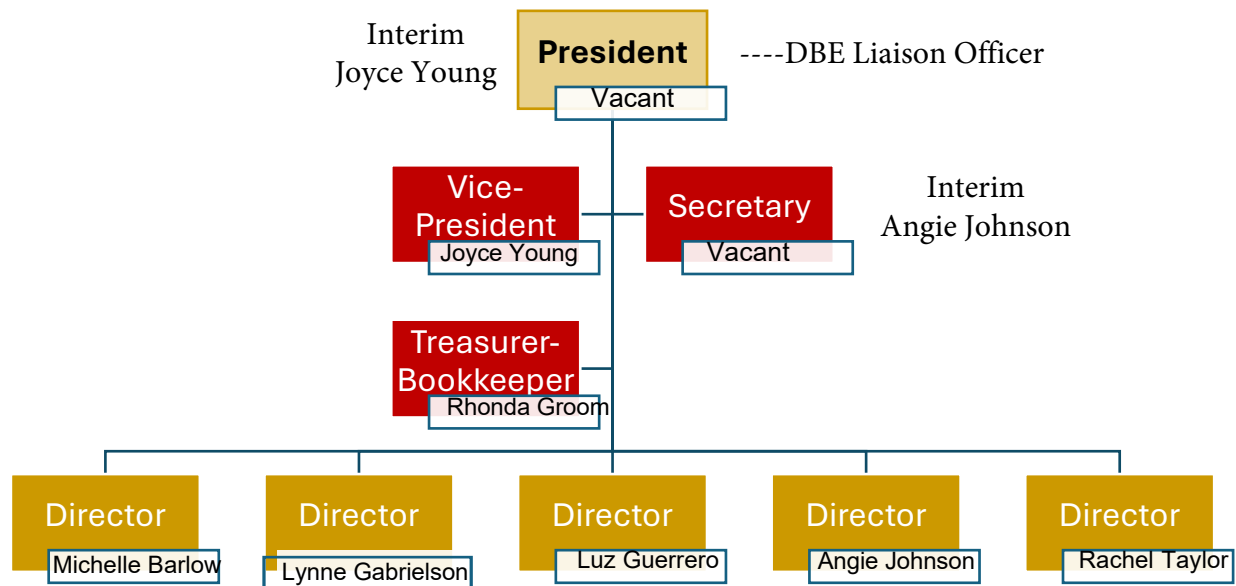 Interim
Joyce Young
President
Vacant
----DBE Liaison Officer
Vice-
President
Joyce Young
Secretary
Vacant
Interim
Angie Johnson
Treasurer-
Bookkeeper
Rhonda Groom
Director
Michelle Barlow
Director
Lynne Gabrielson
Director
Luz Guerrero
Director
Angie Johnson
Director
Rachel Taylor